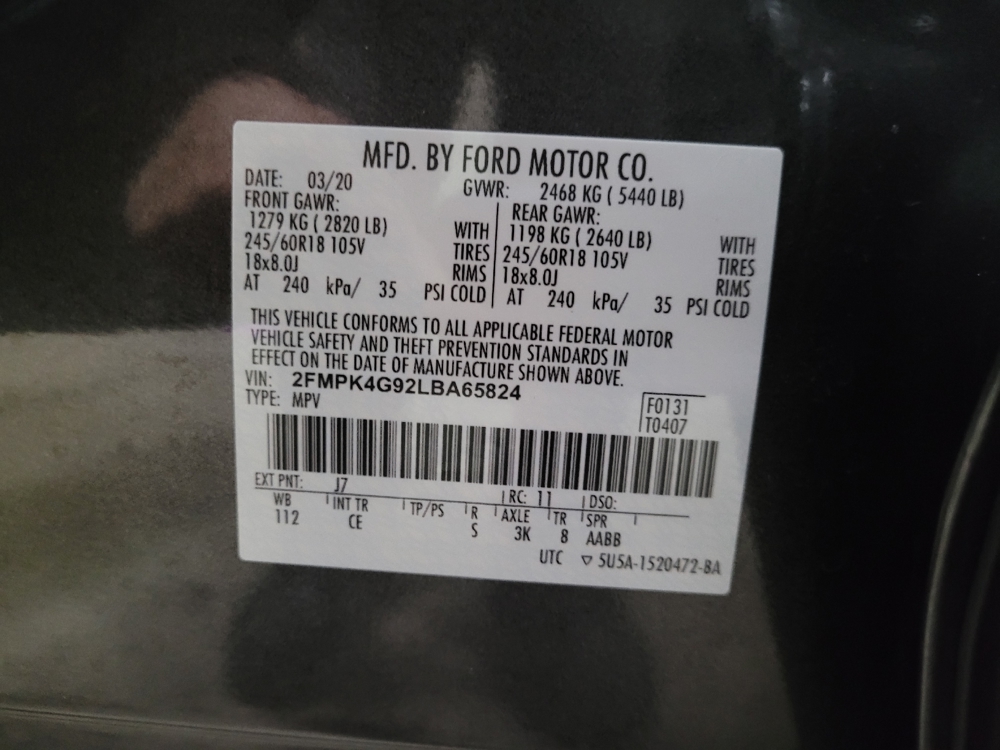 MFD. BY FORD MOTOR CO.
DATE: 03/20 GVWR: 2468 KG ( 5440 LB)
FRONT GAWR: REAR GAWR:
1279 KG ( 2820 LB) WITH 1198 KG ( 2640 LB) WITH
245/60R18 105V TIRES 245/60R18 105V TIRES
18x8.0J RIMS 18x8.0J RIMS
AT 240 kPa/ 35 PSI COLD AT 240 kPa/ 35 PSI COLD
THIS VEHICLE CONFORMS TO ALL APPLICABLE FEDERAL MOTOR
VEHICLE SAFETY AND THEFT PREVENTION STANDARDS IN
EFFECT ON THE DATE OF MANUFACTURE SHOWN ABOVE.
VIN: 2FMPK4G92LBA65824
TYPE: MPV F0131
T0407
EXT PNT: J7 RC: 11 DSO:
WB INT TR TP/PS R AXLE TR SPR
112 CE S 3K 8 AABB
UTC ▽ 5U5A-1520472-BA